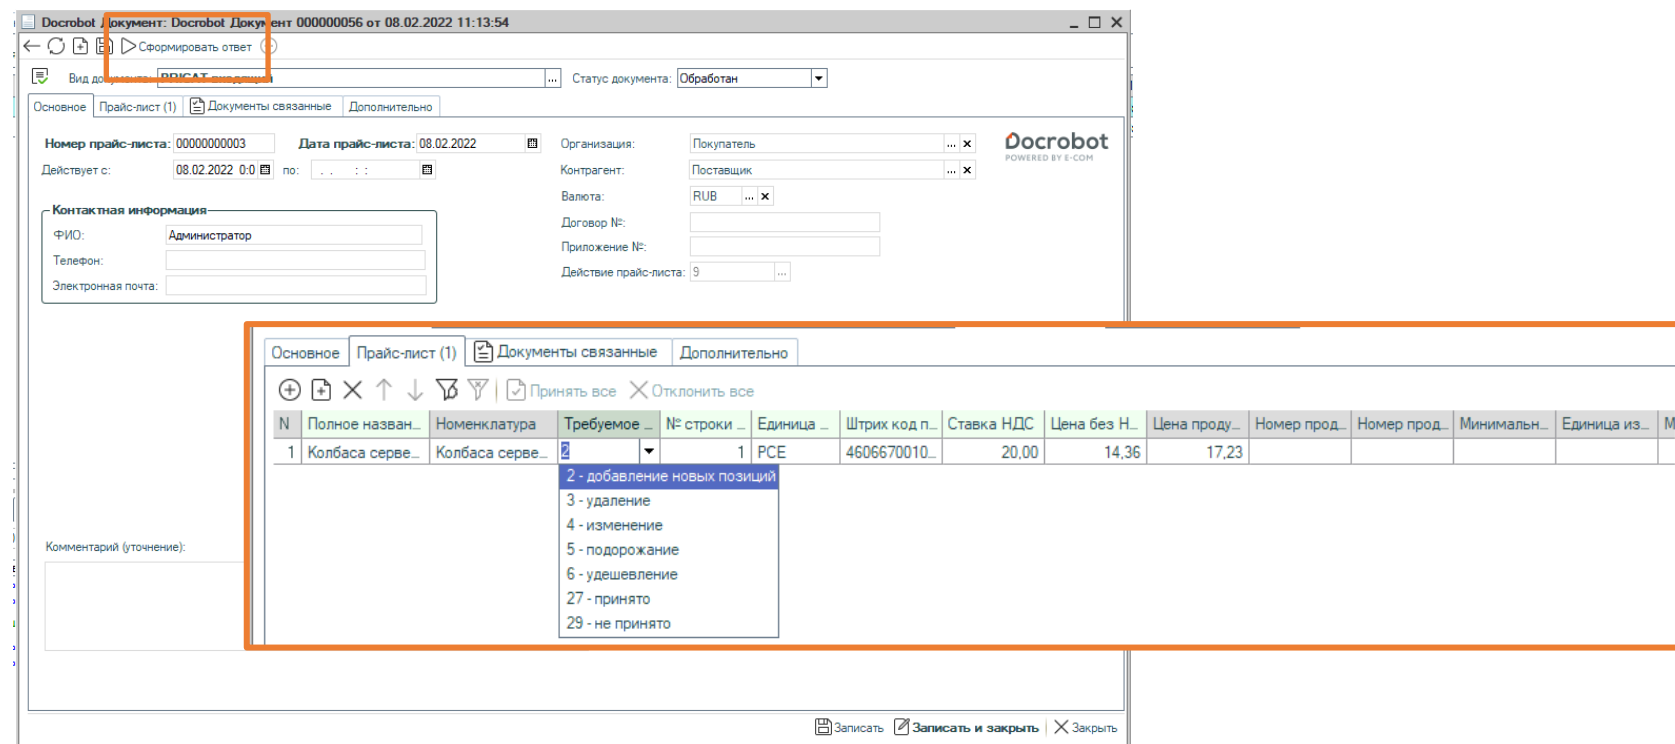 Docrobot Документ: Docrobot Документ 000000056 от 08.02.2022 11:13:54
Сформировать ответ
Вид документа: PRICAT входящий ... Статус документа: Обработан
Основное Прайс-лист (1) Документы связанные Дополнительно
Номер прайс-листа: 00000000003 Дата прайс-листа: 08.02.2022 Организация: Покупатель ...
Docrobot
POWERED BY E-COM
Действует с: 08.02.2022 0:0 по: . . : : Контрагент: Поставщик ...
Валюта: RUB ...
Контактная информация
Договор №:
ФИО: Администратор
Приложение №:
Телефон:
Действие прайс-листа: 9 ...
Электронная почта:
Основное Прайс-лист (1) Документы связанные Дополнительно
Принять все Отклонить все
N Полное назван... Номенклатура Требуемое ... № строки ... Единица ... Штрих код п... Ставка НДС Цена без Н... Цена проду... Номер прод... Номер прод... Минимальн... Единица из... М
1 Колбаса серве... Колбаса серве... 2 1 PCE 4606670010... 20,00 14,36 17,23
2 - добавление новых позиций
3 - удаление
4 - изменение
5 - подорожание
6 - удешевление
27 - принято
29 - не принято
Комментарий (уточнение):
Записать Записать и закрыть Закрыть